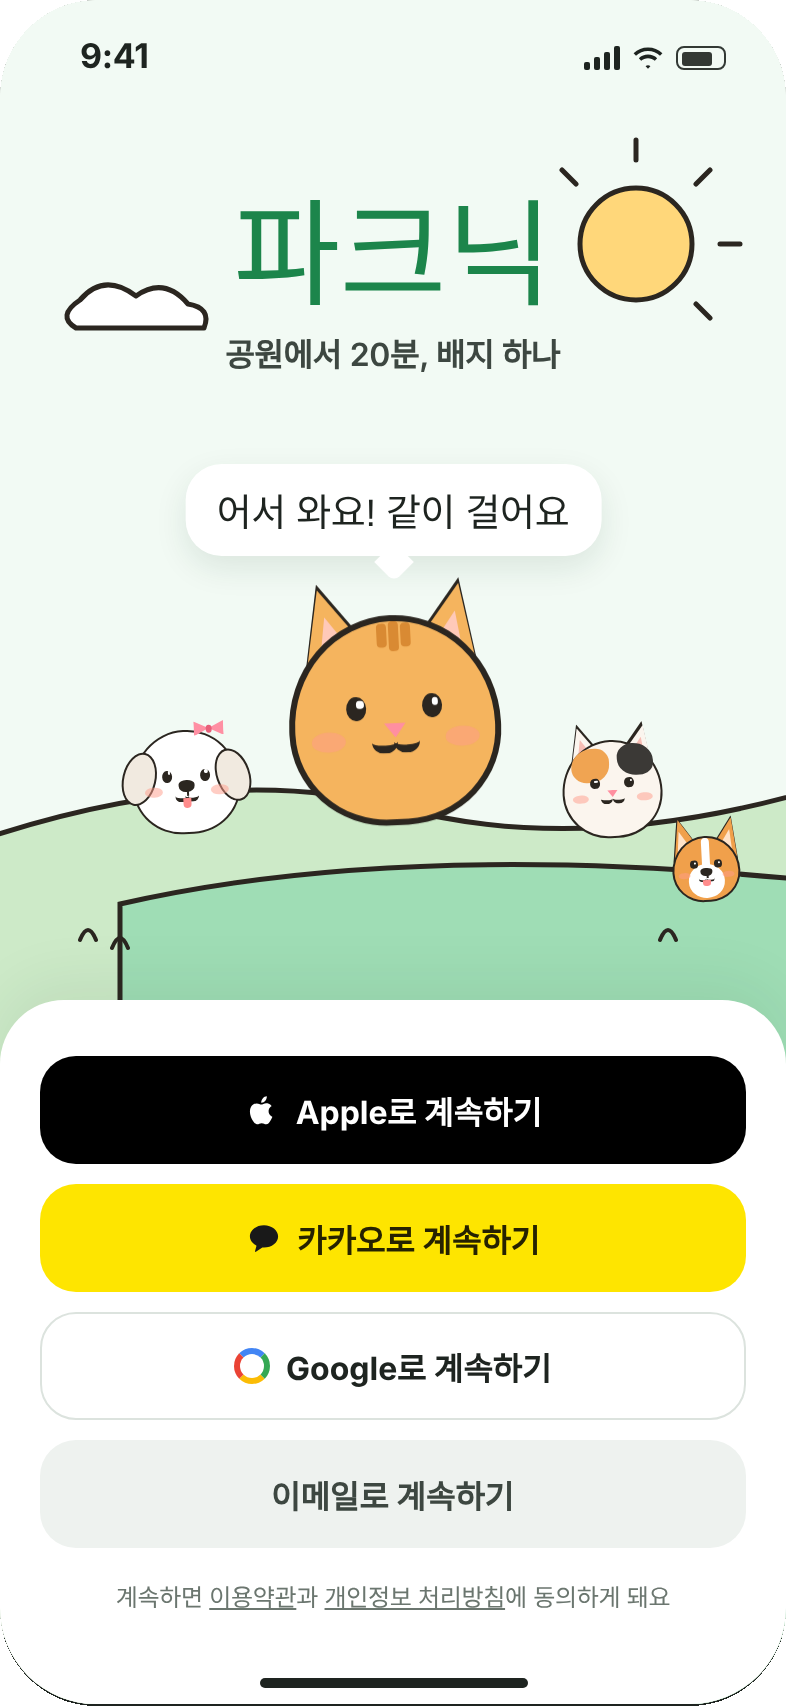 9:41
파크닉
공원에서 20분, 배지 하나
어서 와요! 같이 걸어요
Apple로 계속하기
카카오로 계속하기
Google로 계속하기
이메일로 계속하기
계속하면 이용약관과 개인정보 처리방침에 동의하게 돼요